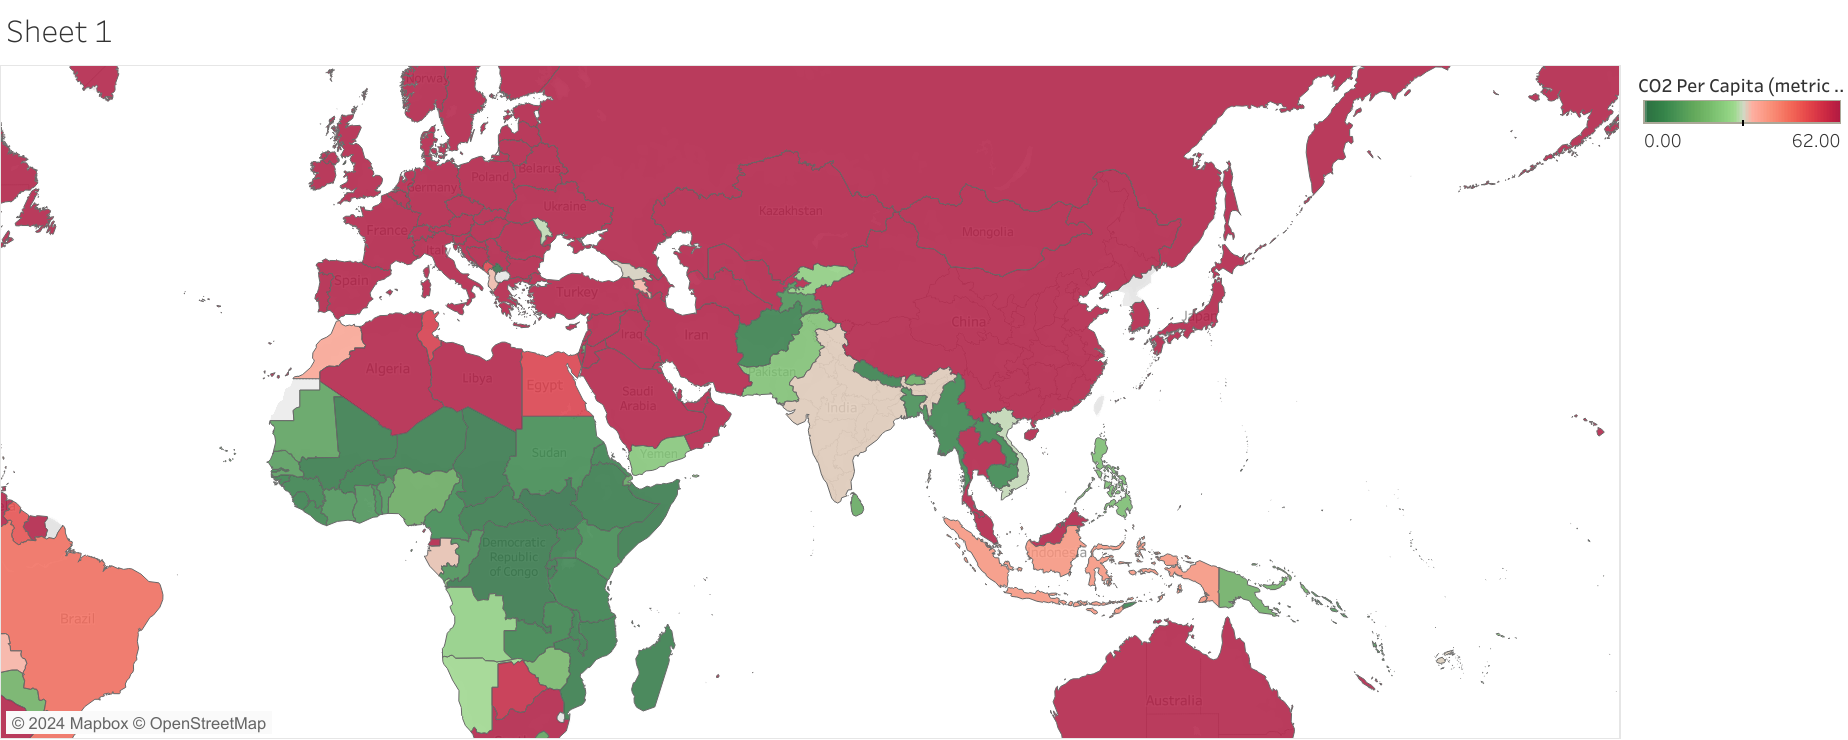 Sheet 1
CO2 Per Capita (metric ..
0.00
62.00
Norway
Belarus
Poland
Germany
Ukraine
France
Italy
Spain
Turkey
Kazakhstan
Mongolia
China
Japan
Iraq
Iran
Algeria
Libya
Egypt
Saudi
Arabia
Pakistan
India
Yemen
Sudan
Democratic
Republic
of Congo
Indonesia
Brazil
Australia
© 2024 Mapbox © OpenStreetMap